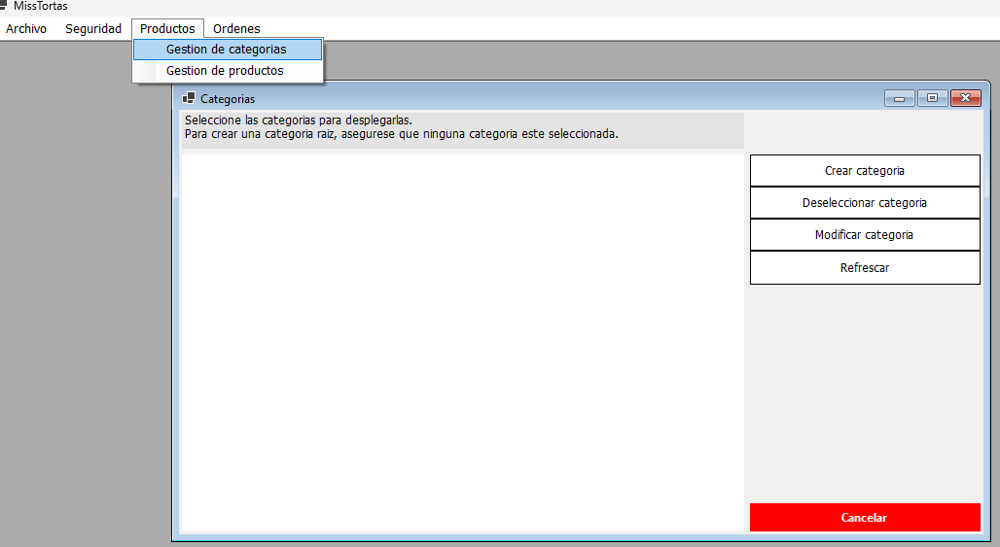 MissTortas
Archivo Seguridad Productos Ordenes
Gestion de categorias
Gestion de productos
Categorias
Seleccione las categorias para desplegarlas.
Para crear una categoria raiz, asegurese que ninguna categoria este seleccionada.
Crear categoria
Deseleccionar categoria
Modificar categoria
Refrescar
Cancelar